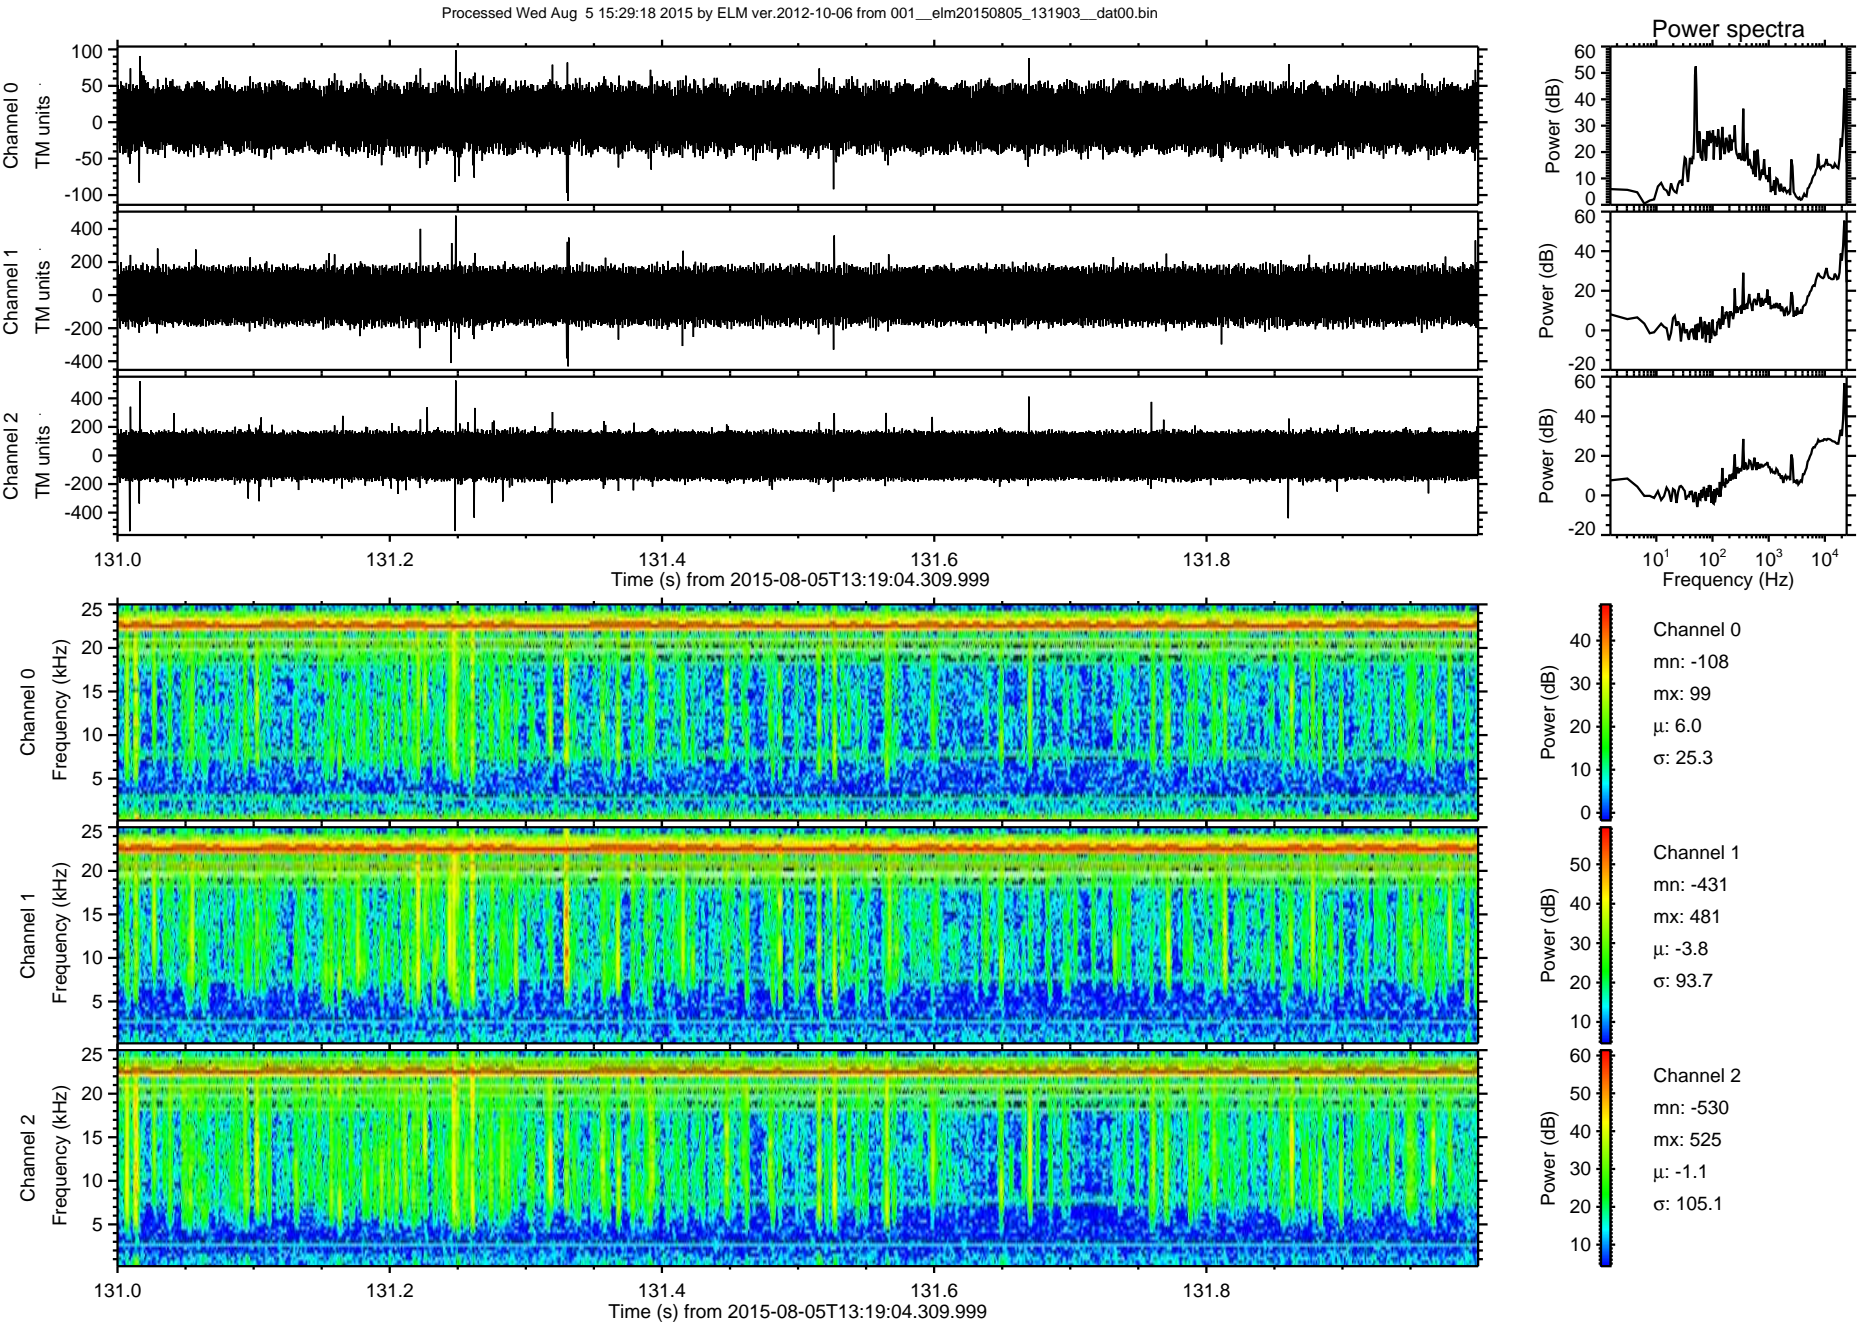 Processed Wed Aug  5 15:29:18 2015 by ELM ver.2012-10-06 from 001__elm20150805_131903__dat00.bin
Power spectra
Channel 0
TM units
100
50
0
-50
-100
Power (dB)
60
50
40
30
20
10
0
Channel 1
TM units
400
200
0
-200
-400
Power (dB)
60
40
20
0
-20
Channel 2
TM units
400
200
0
-200
-400
Power (dB)
60
40
20
0
-20
131.0 131.2 131.4 131.6 131.8
Time (s) from 2015-08-05T13:19:04.309.999
10¹ 10² 10³ 10⁴
Frequency (Hz)
Channel 0
Frequency (kHz)
25
20
15
10
5
Power (dB)
40
30
20
10
0
Channel 0
mn: -108
mx: 99
μ: 6.0
σ: 25.3
Channel 1
Frequency (kHz)
25
20
15
10
5
Power (dB)
50
40
30
20
10
Channel 1
mn: -431
mx: 481
μ: -3.8
σ: 93.7
Channel 2
Frequency (kHz)
25
20
15
10
5
Power (dB)
60
50
40
30
20
10
Channel 2
mn: -530
mx: 525
μ: -1.1
σ: 105.1
131.0 131.2 131.4 131.6 131.8
Time (s) from 2015-08-05T13:19:04.309.999